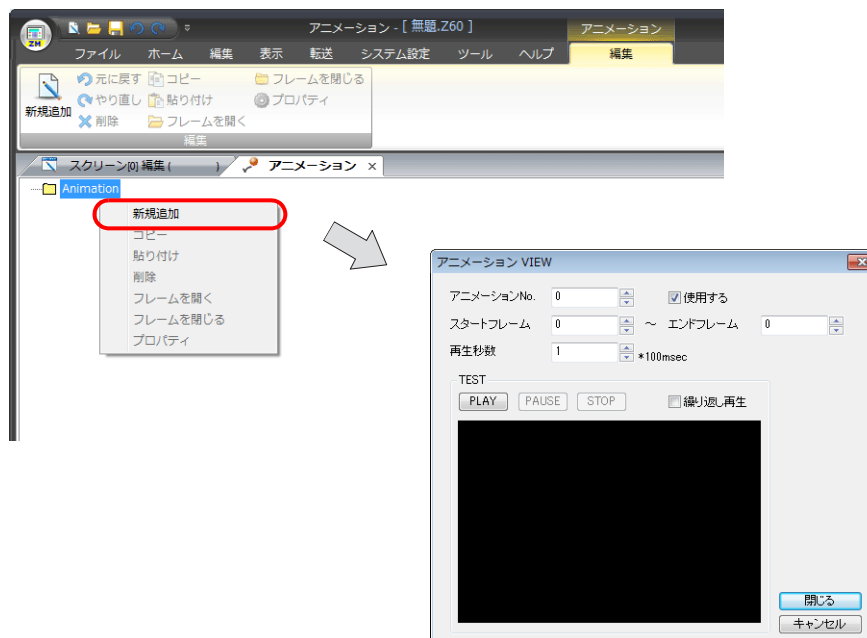 アニメーション - [ 無題.Z60 ]
アニメーション
ZM
ファイル ホーム 編集 表示 転送 システム設定 ツール ヘルプ 編集
新規追加
元に戻す コピー フレームを閉じる
やり直し 貼り付け プロパティ
削除 フレームを開く
編集
スクリーン[0] 編集 ( ) アニメーション ×
Animation
新規追加
コピー
貼り付け
削除
フレームを開く
フレームを閉じる
プロパティ
アニメーション VIEW
アニメーションNo. 0 使用する
スタートフレーム 0 ～ エンドフレーム 0
再生秒数 1 *100msec
TEST
PLAY PAUSE STOP 繰り返し再生
閉じる
キャンセル